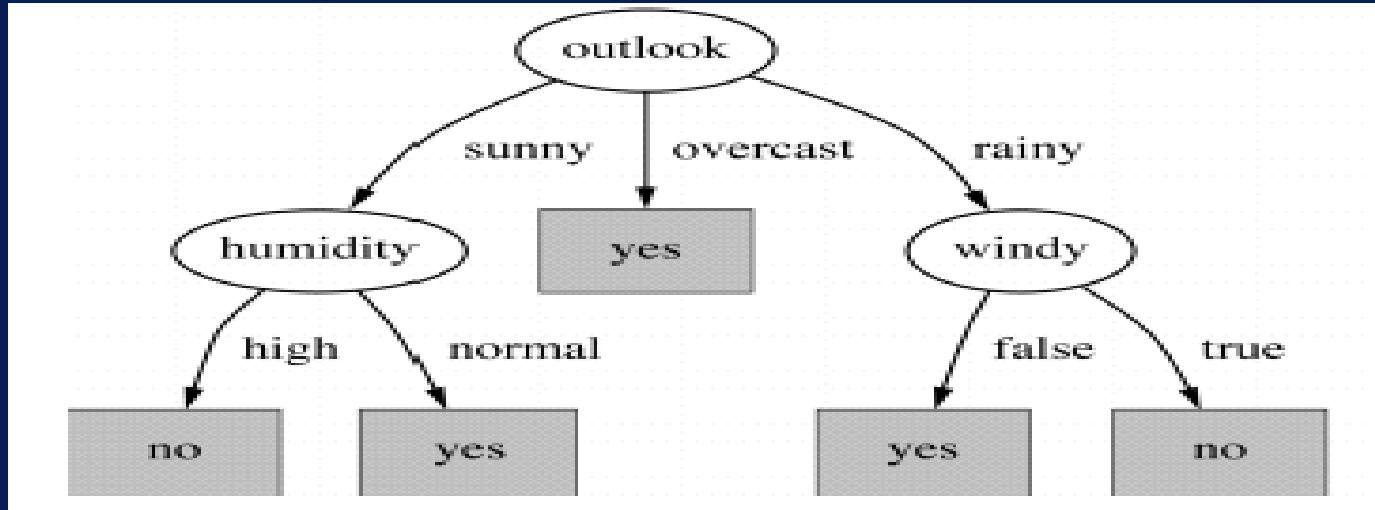 outlook
sunny overcast rainy
humidity yes windy
high normal false true
no yes yes no